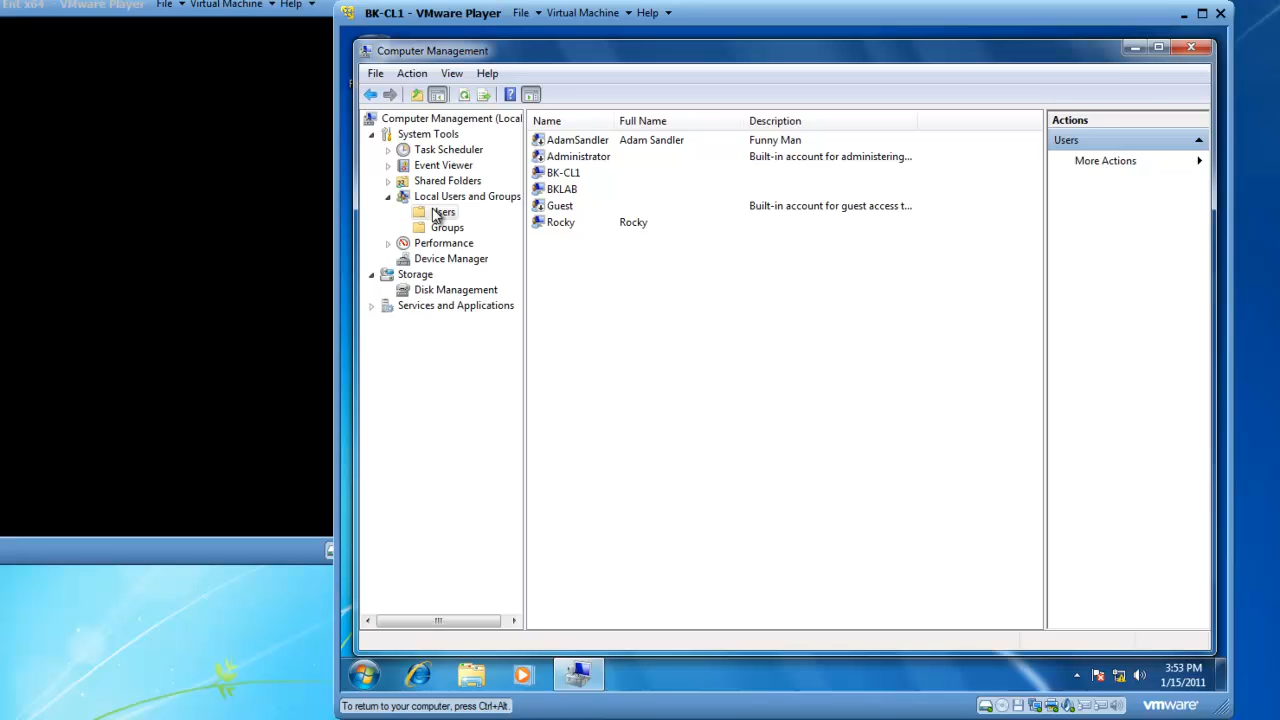 Ent x64 - VMware Player File Virtual Machine Help
BK-CL1 - VMware Player File Virtual Machine Help
Computer Management
File Action View Help
Computer Management (Local
System Tools
Task Scheduler
Event Viewer
Shared Folders
Local Users and Groups
Users
Groups
Performance
Device Manager
Storage
Disk Management
Services and Applications
Name Full Name Description
AdamSandler Adam Sandler Funny Man
Administrator Built-in account for administering...
BK-CL1
BKLAB
Guest Built-in account for guest access t...
Rocky Rocky
Actions
Users
More Actions
3:53 PM
1/15/2011
To return to your computer, press Ctrl+Alt.
vmware